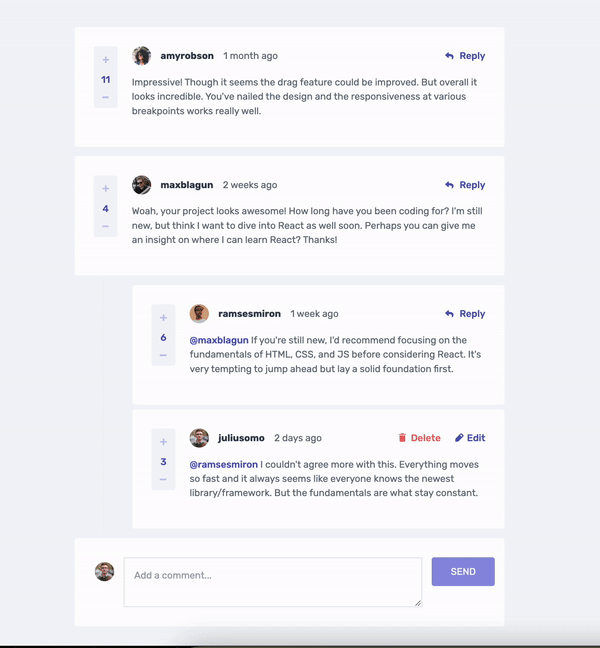 +
11
−
amyrobson 1 month ago Reply
Impressive! Though it seems the drag feature could be improved. But overall it
looks incredible. You've nailed the design and the responsiveness at various
breakpoints works really well.
+
4
−
maxblagun 2 weeks ago Reply
Woah, your project looks awesome! How long have you been coding for? I'm still
new, but think I want to dive into React as well soon. Perhaps you can give me
an insight on where I can learn React? Thanks!
+
6
−
ramsesmiron 1 week ago Reply
@maxblagun If you're still new, I'd recommend focusing on the
fundamentals of HTML, CSS, and JS before considering React. It's
very tempting to jump ahead but lay a solid foundation first.
+
3
−
juliusomo 2 days ago Delete Edit
@ramsesmiron I couldn't agree more with this. Everything moves
so fast and it always seems like everyone knows the newest
library/framework. But the fundamentals are what stay constant.
Add a comment...
SEND